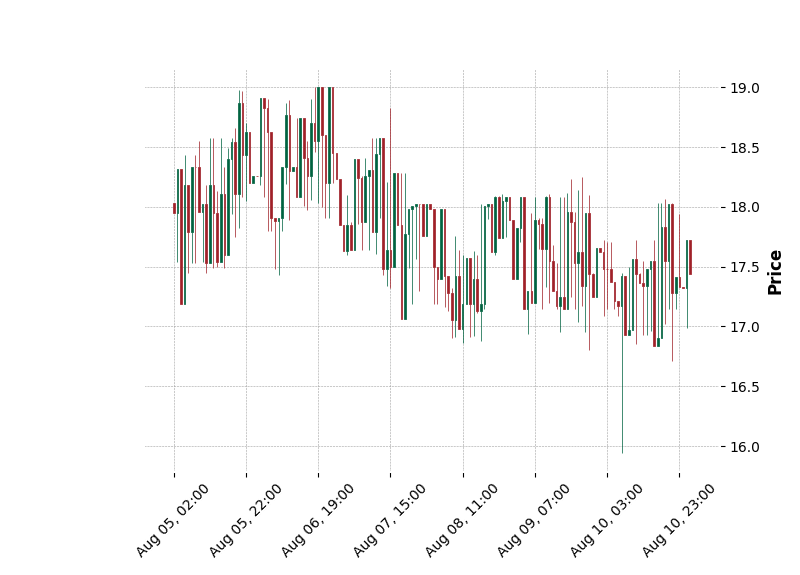 19.0
18.5
18.0
17.5
17.0
16.5
16.0
Price
Aug 05, 02:00
Aug 05, 22:00
Aug 06, 19:00
Aug 07, 15:00
Aug 08, 11:00
Aug 09, 07:00
Aug 10, 03:00
Aug 10, 23:00